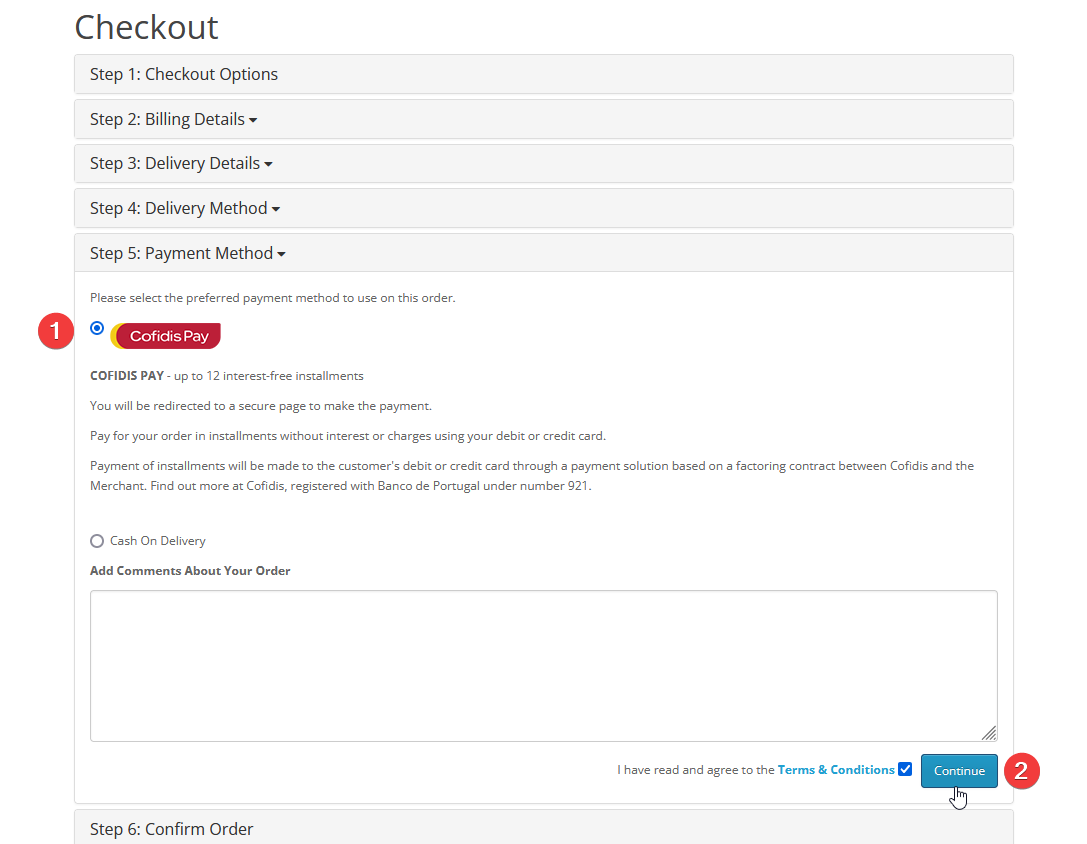 Checkout
Step 1: Checkout Options
Step 2: Billing Details
Step 3: Delivery Details
Step 4: Delivery Method
Step 5: Payment Method
Please select the preferred payment method to use on this order.
1
Cofidis Pay
COFIDIS PAY - up to 12 interest-free installments
You will be redirected to a secure page to make the payment.
Pay for your order in installments without interest or charges using your debit or credit card.
Payment of installments will be made to the customer's debit or credit card through a payment solution based on a factoring contract between Cofidis and the
Merchant. Find out more at Cofidis, registered with Banco de Portugal under number 921.
Cash On Delivery
Add Comments About Your Order
I have read and agree to the Terms & Conditions Continue 2
Step 6: Confirm Order